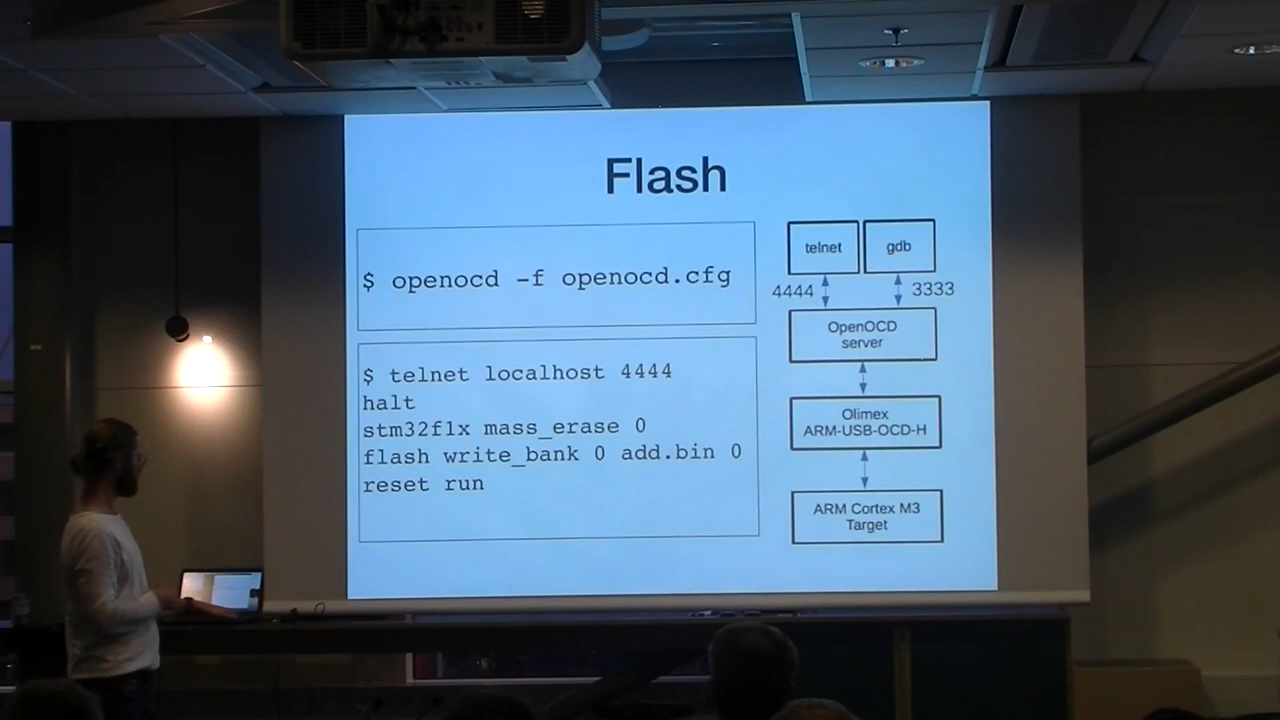 Flash
$ openocd -f openocd.cfg
$ telnet localhost 4444
halt
stm32f1x mass_erase 0
flash write_bank 0 add.bin 0
reset run
telnet
gdb
4444
3333
OpenOCD
server
Olimex
ARM-USB-OCD-H
ARM Cortex M3
Target